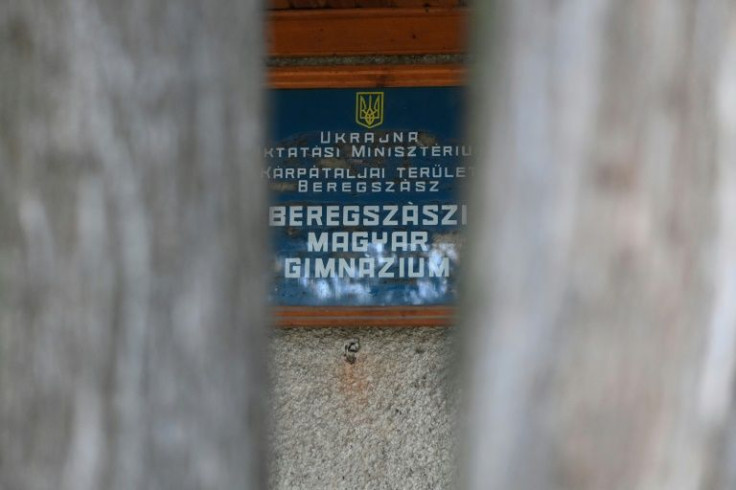 UKRAJNA
KTATÁSI MINISZTÉRIU
KÁRPÁTALJAI TERÜLET
BEREGSZÁSZ
BEREGSZÁSZI
MAGYAR
GIMNÁZIUM